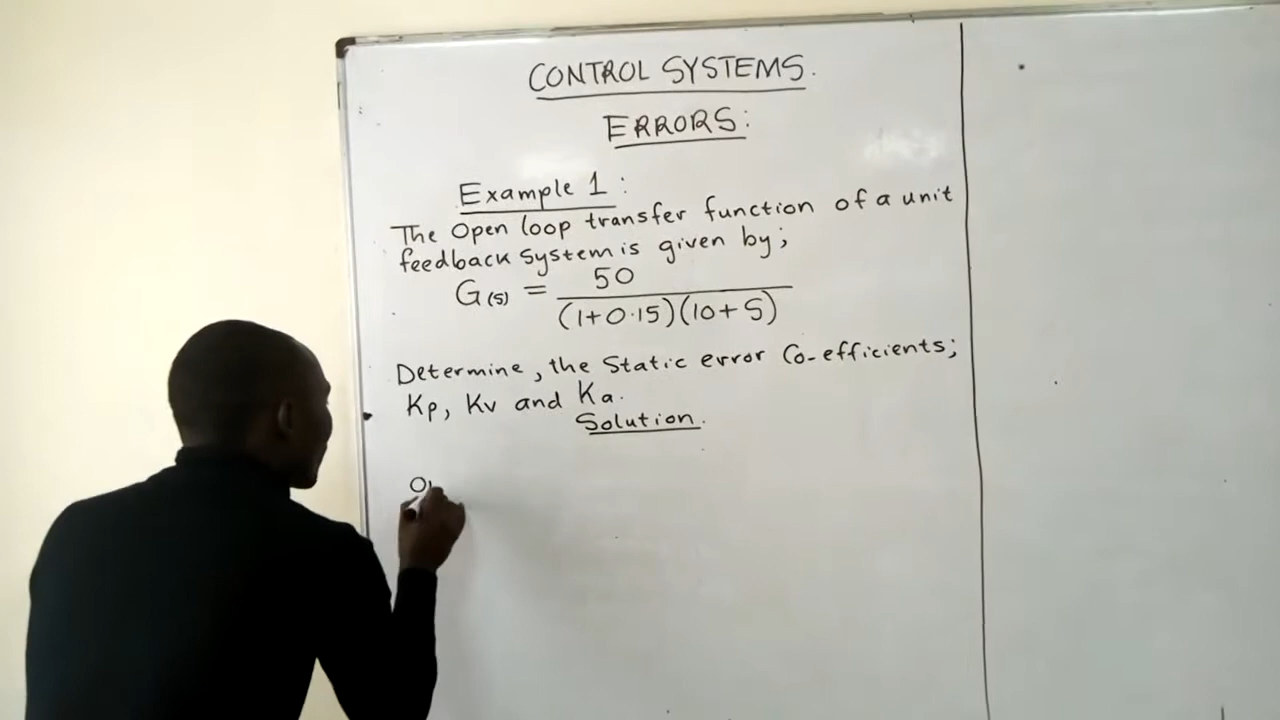 CONTROL SYSTEMS.
ERRORS:
Example 1:
The Open loop transfer function of a unit
feedback System is given by;
G(s) = 50
(1+0.1S)(10+S)
Determine, the Static error Co-efficients;
Kp, Kv and Ka.
Solution.